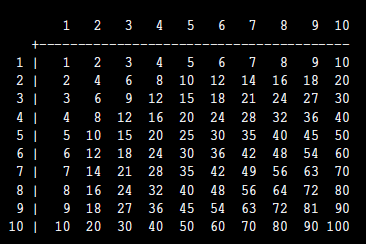 1   2   3   4   5   6   7   8   9  10
   +----------------------------------------
 1 |   1   2   3   4   5   6   7   8   9  10
 2 |   2   4   6   8  10  12  14  16  18  20
 3 |   3   6   9  12  15  18  21  24  27  30
 4 |   4   8  12  16  20  24  28  32  36  40
 5 |   5  10  15  20  25  30  35  40  45  50
 6 |   6  12  18  24  30  36  42  48  54  60
 7 |   7  14  21  28  35  42  49  56  63  70
 8 |   8  16  24  32  40  48  56  64  72  80
 9 |   9  18  27  36  45  54  63  72  81  90
10 |  10  20  30  40  50  60  70  80  90 100